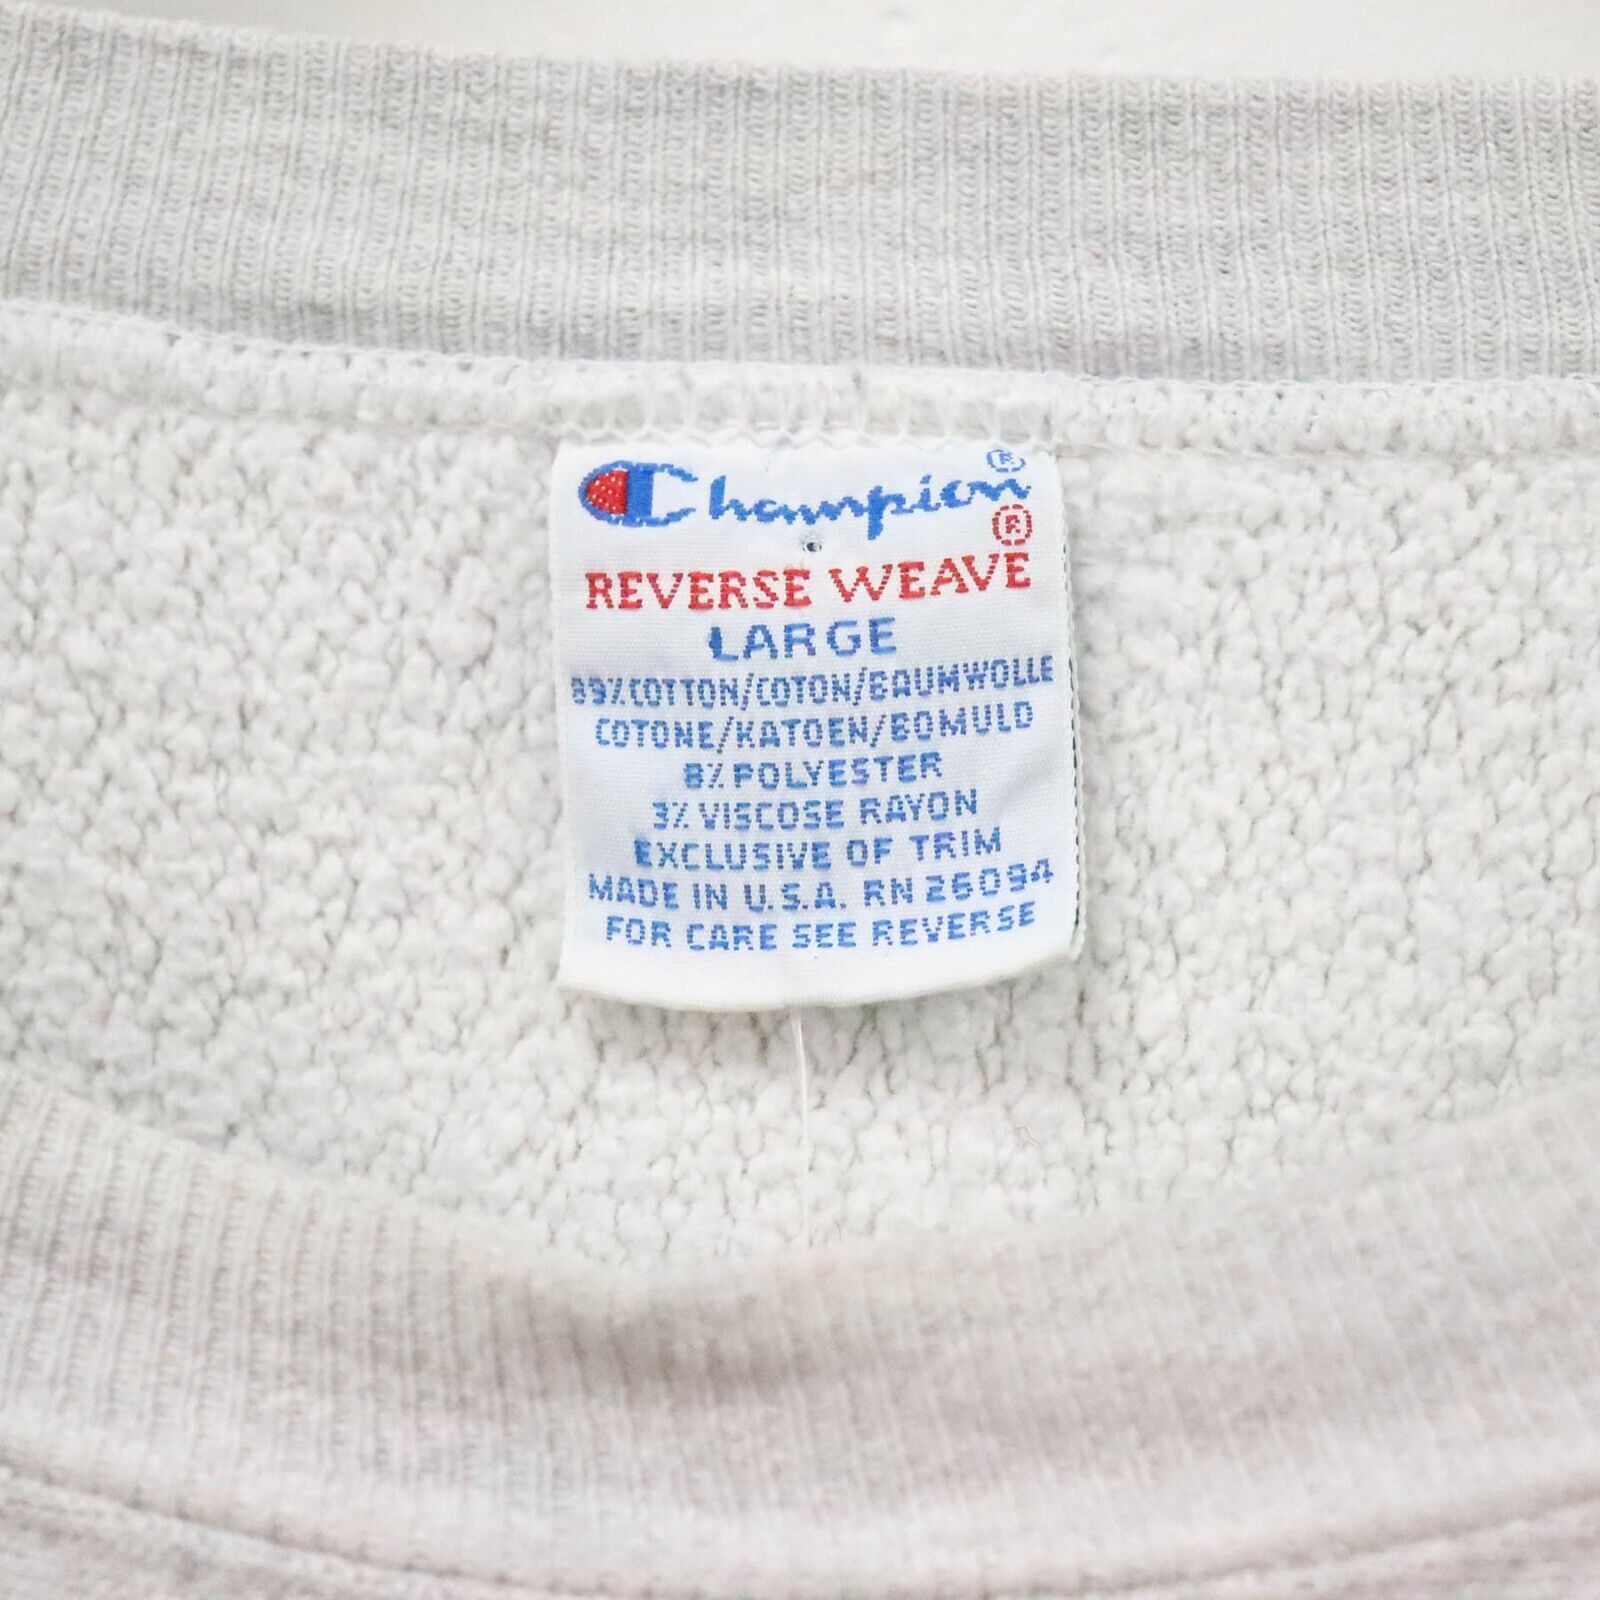 Champion®
®
REVERSE WEAVE
LARGE
89% COTTON/COTON/BAUMWOLLE
COTONE/KATOEN/BOMULD
8% POLYESTER
3% VISCOSE RAYON
EXCLUSIVE OF TRIM
MADE IN U.S.A. RN 26094
FOR CARE SEE REVERSE